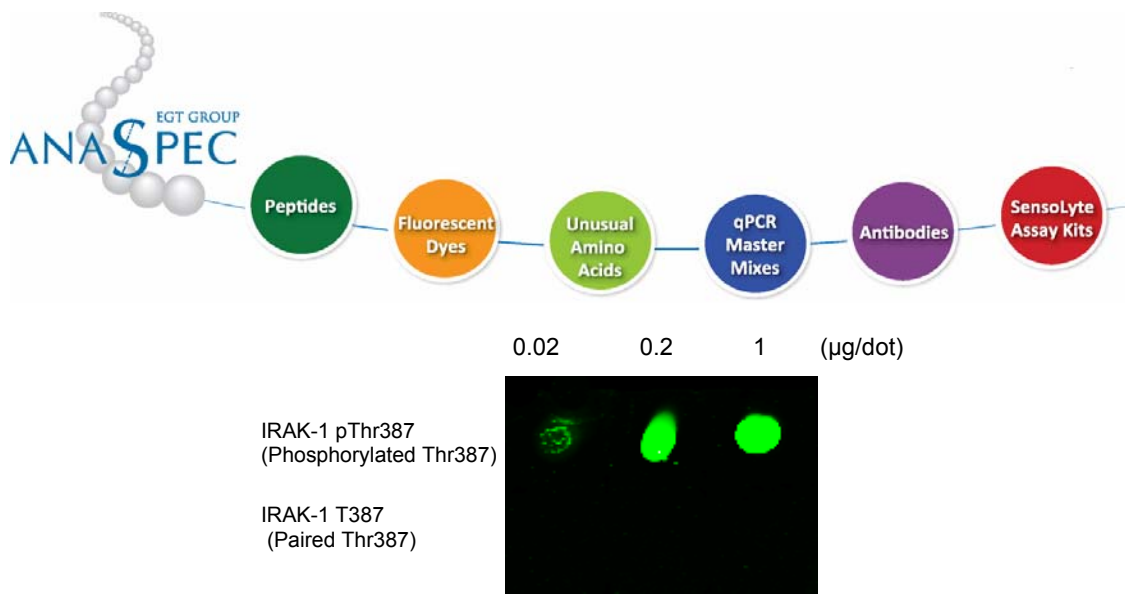 EGT GROUP
ANASPEC
Peptides
Fluorescent
Dyes
Unusual
Amino
Acids
qPCR
Master
Mixes
Antibodies
SensoLyte
Assay Kits
0.02 0.2 1 (µg/dot)
IRAK-1 pThr387
(Phosphorylated Thr387)
IRAK-1 T387
(Paired Thr387)